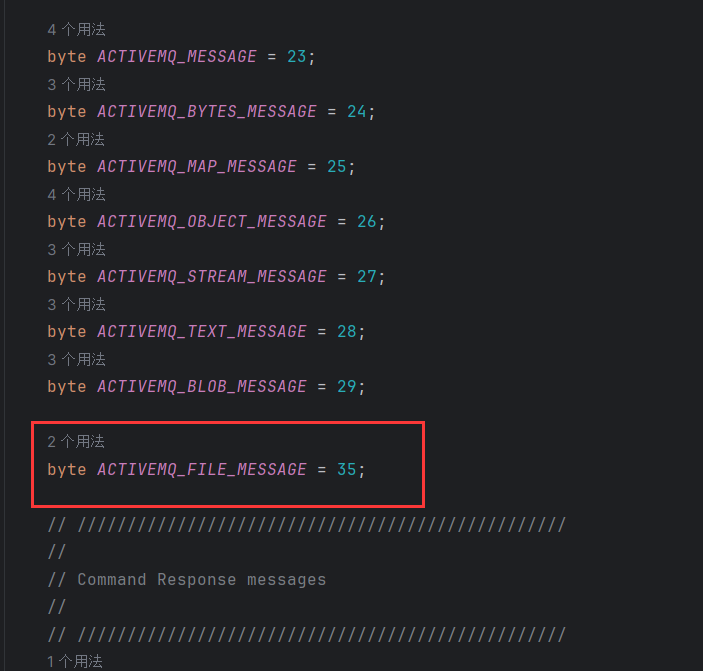 4 个用法
byte ACTIVEMQ_MESSAGE = 23;
3 个用法
byte ACTIVEMQ_BYTES_MESSAGE = 24;
2 个用法
byte ACTIVEMQ_MAP_MESSAGE = 25;
4 个用法
byte ACTIVEMQ_OBJECT_MESSAGE = 26;
3 个用法
byte ACTIVEMQ_STREAM_MESSAGE = 27;
3 个用法
byte ACTIVEMQ_TEXT_MESSAGE = 28;
3 个用法
byte ACTIVEMQ_BLOB_MESSAGE = 29;
2 个用法
byte ACTIVEMQ_FILE_MESSAGE = 35;
// /////////////////////////////////////////////////
//
// Command Response messages
//
// /////////////////////////////////////////////////
1 个用法